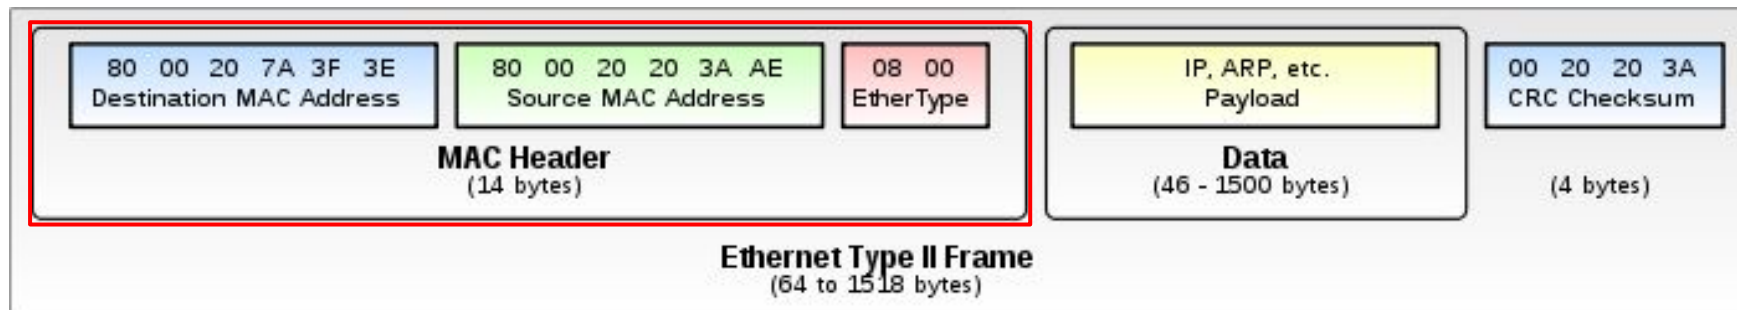 80 00 20 7A 3F 3E
Destination MAC Address
80 00 20 20 3A AE
Source MAC Address
08 00
EtherType
MAC Header
(14 bytes)
IP, ARP, etc.
Payload
Data
(46 - 1500 bytes)
00 20 20 3A
CRC Checksum
(4 bytes)
Ethernet Type II Frame
(64 to 1518 bytes)